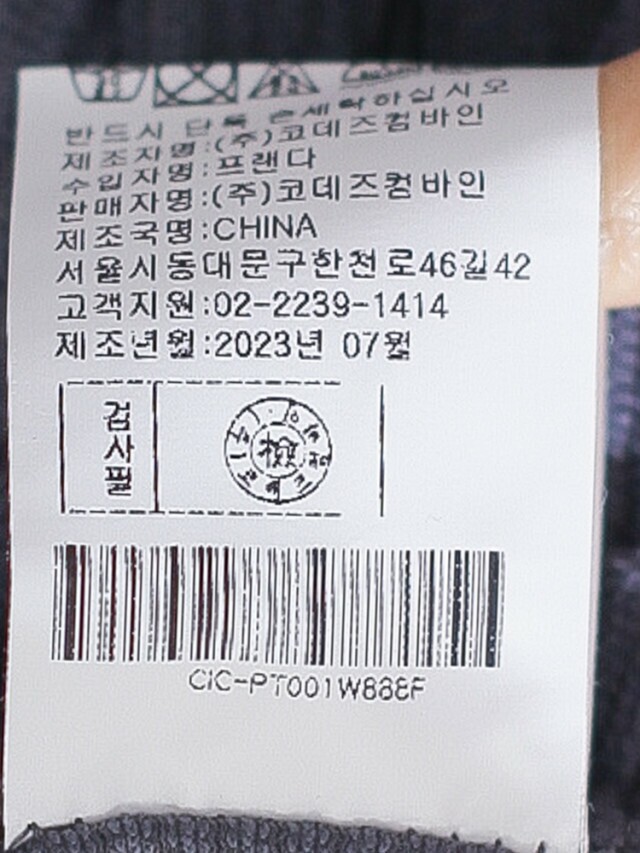 반드시 단독 손세탁하십시오
제조자명:(주)코데즈컴바인
수입자명:프랜다
판매자명:(주)코데즈컴바인
제조국명:CHINA
서울시동대문구한천로46길42
고객지원:02-2239-1414
제조년월:2023년 07월
검사필
檢
CIC-PT001W888F